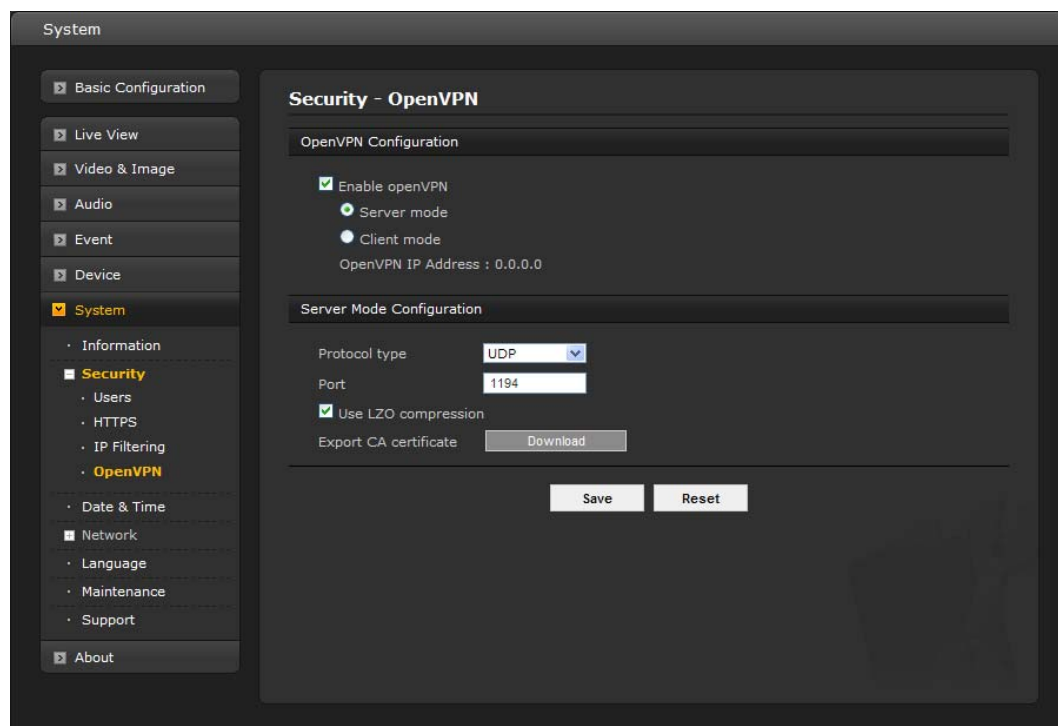 System
Basic Configuration
Live View
Video & Image
Audio
Event
Device
System
· Information
Security
· Users
· HTTPS
· IP Filtering
· OpenVPN
· Date & Time
Network
· Language
· Maintenance
· Support
About
Security - OpenVPN
OpenVPN Configuration
Enable openVPN
Server mode
Client mode
OpenVPN IP Address : 0.0.0.0
Server Mode Configuration
Protocol type UDP
Port 1194
Use LZO compression
Export CA certificate Download
Save Reset